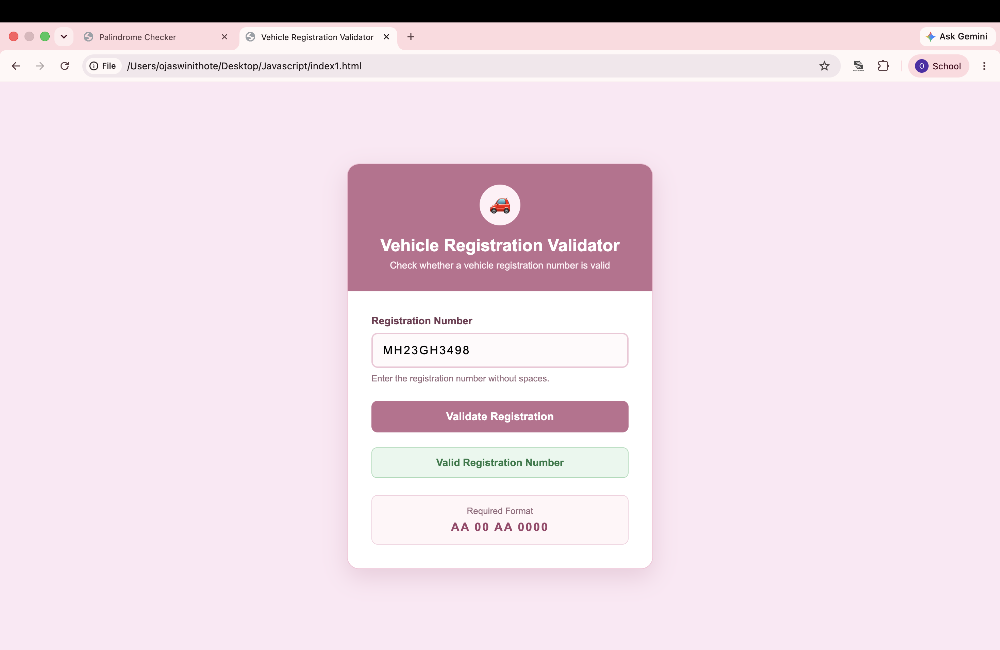 Palindrome Checker
Vehicle Registration Validator
Ask Gemini
File
/Users/ojaswinithote/Desktop/Javascript/index1.html
O
School
Vehicle Registration Validator
Check whether a vehicle registration number is valid
Registration Number
MH23GH3498
Enter the registration number without spaces.
Validate Registration
Valid Registration Number
Required Format
AA 00 AA 0000